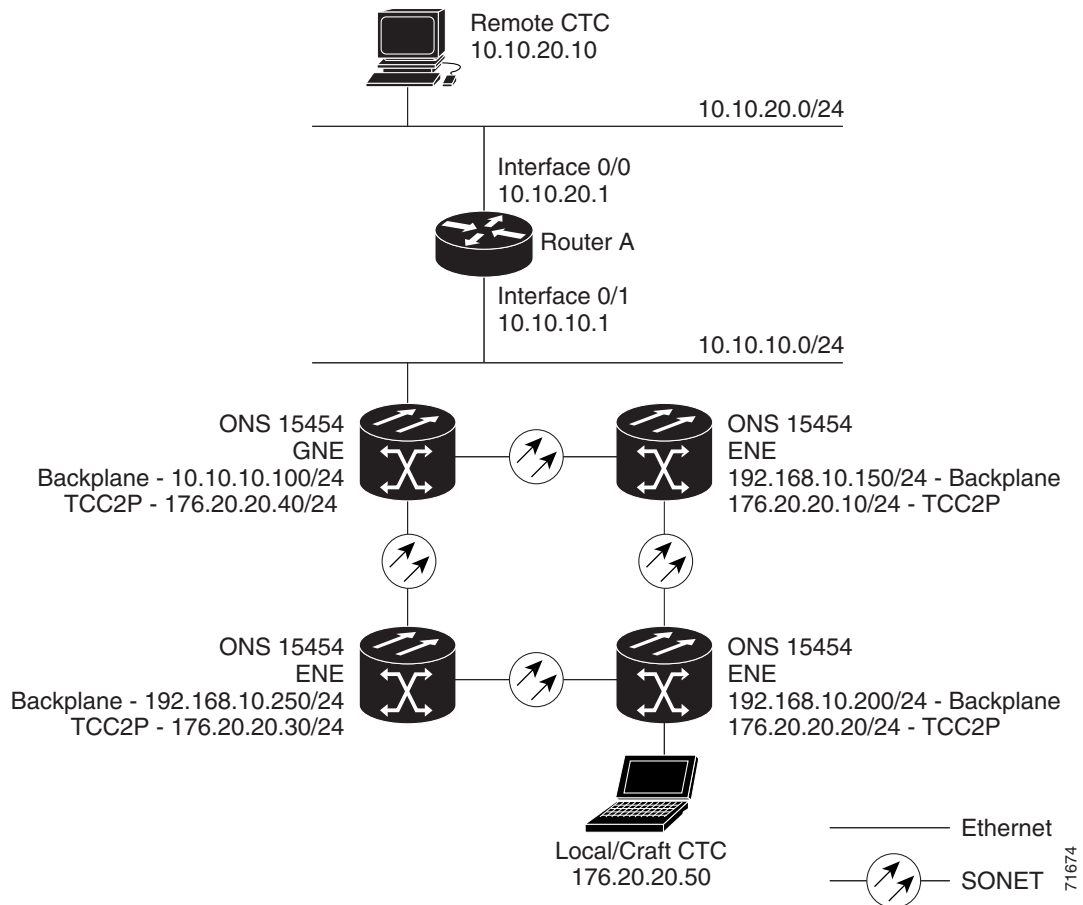 Remote CTC
10.10.20.10
10.10.20.0/24
Interface 0/0
10.10.20.1
Router A
Interface 0/1
10.10.10.1
10.10.10.0/24
ONS 15454
GNE
Backplane - 10.10.10.100/24
TCC2P - 176.20.20.40/24
ONS 15454
ENE
192.168.10.150/24 - Backplane
176.20.20.10/24 - TCC2P
ONS 15454
ENE
Backplane - 192.168.10.250/24
TCC2P - 176.20.20.30/24
ONS 15454
ENE
192.168.10.200/24 - Backplane
176.20.20.20/24 - TCC2P
Local/Craft CTC
176.20.20.50
Ethernet
SONET
71674